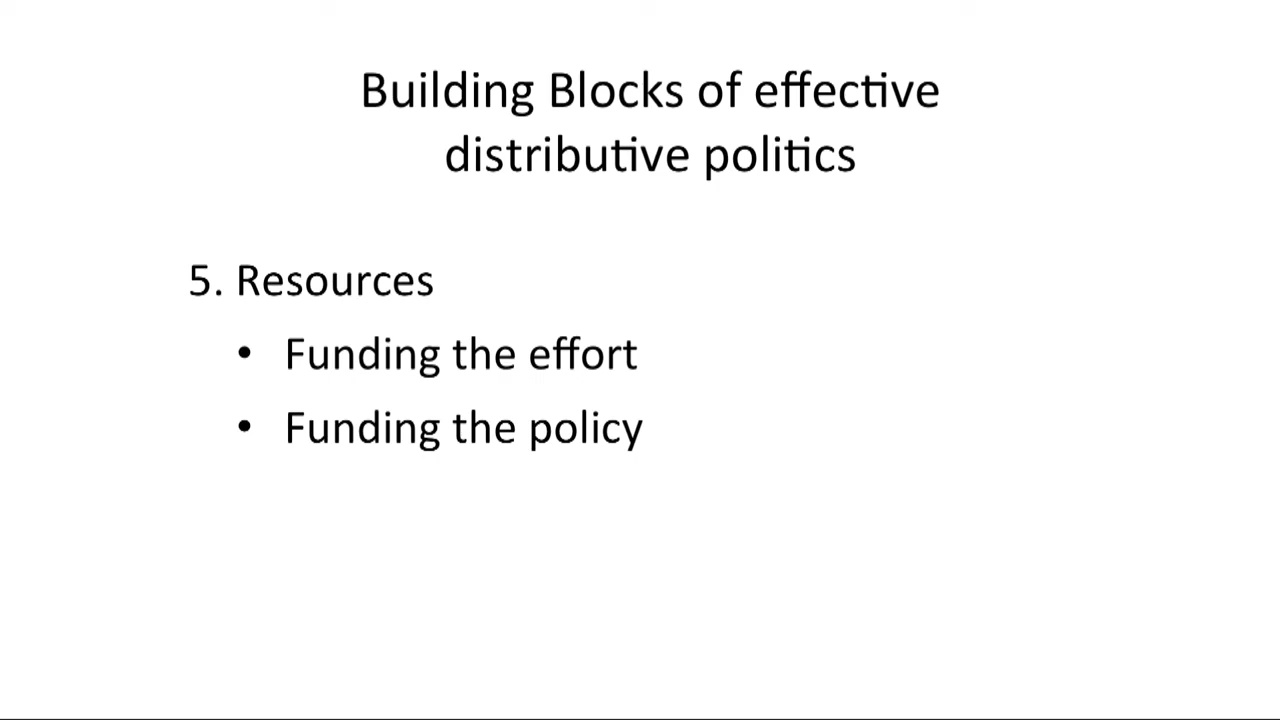 Building Blocks of effective
distributive politics
5. Resources
• Funding the effort
• Funding the policy